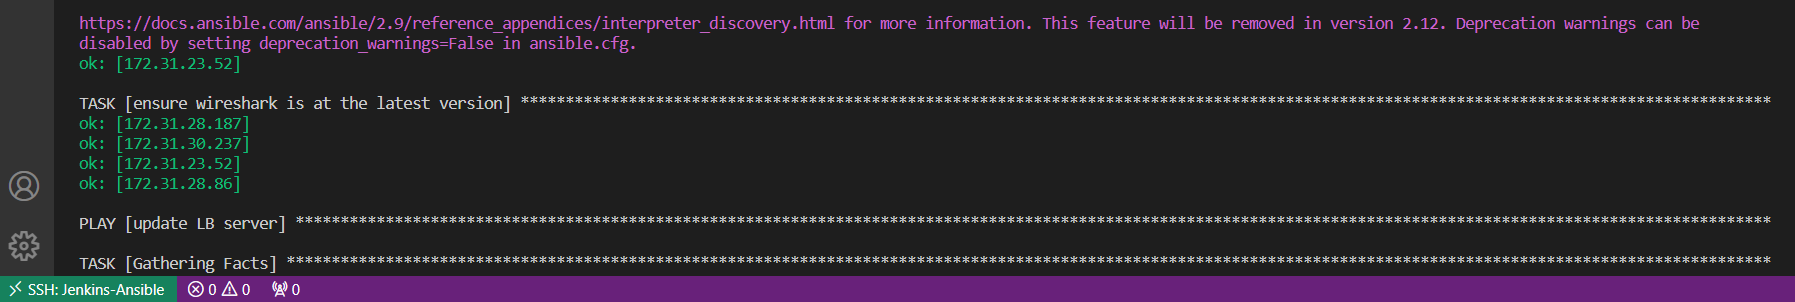 https://docs.ansible.com/ansible/2.9/reference_appendices/interpreter_discovery.html for more information. This feature will be removed in version 2.12. Deprecation warnings can be
disabled by setting deprecation_warnings=False in ansible.cfg.
ok: [172.31.23.52]
TASK [ensure wireshark is at the latest version] *******************************************************************************************************************************************
ok: [172.31.28.187]
ok: [172.31.30.237]
ok: [172.31.23.52]
ok: [172.31.28.86]
PLAY [update LB server] ********************************************************************************************************************************************************************
TASK [Gathering Facts] *********************************************************************************************************************************************************************
SSH: Jenkins-Ansible 0 0 0